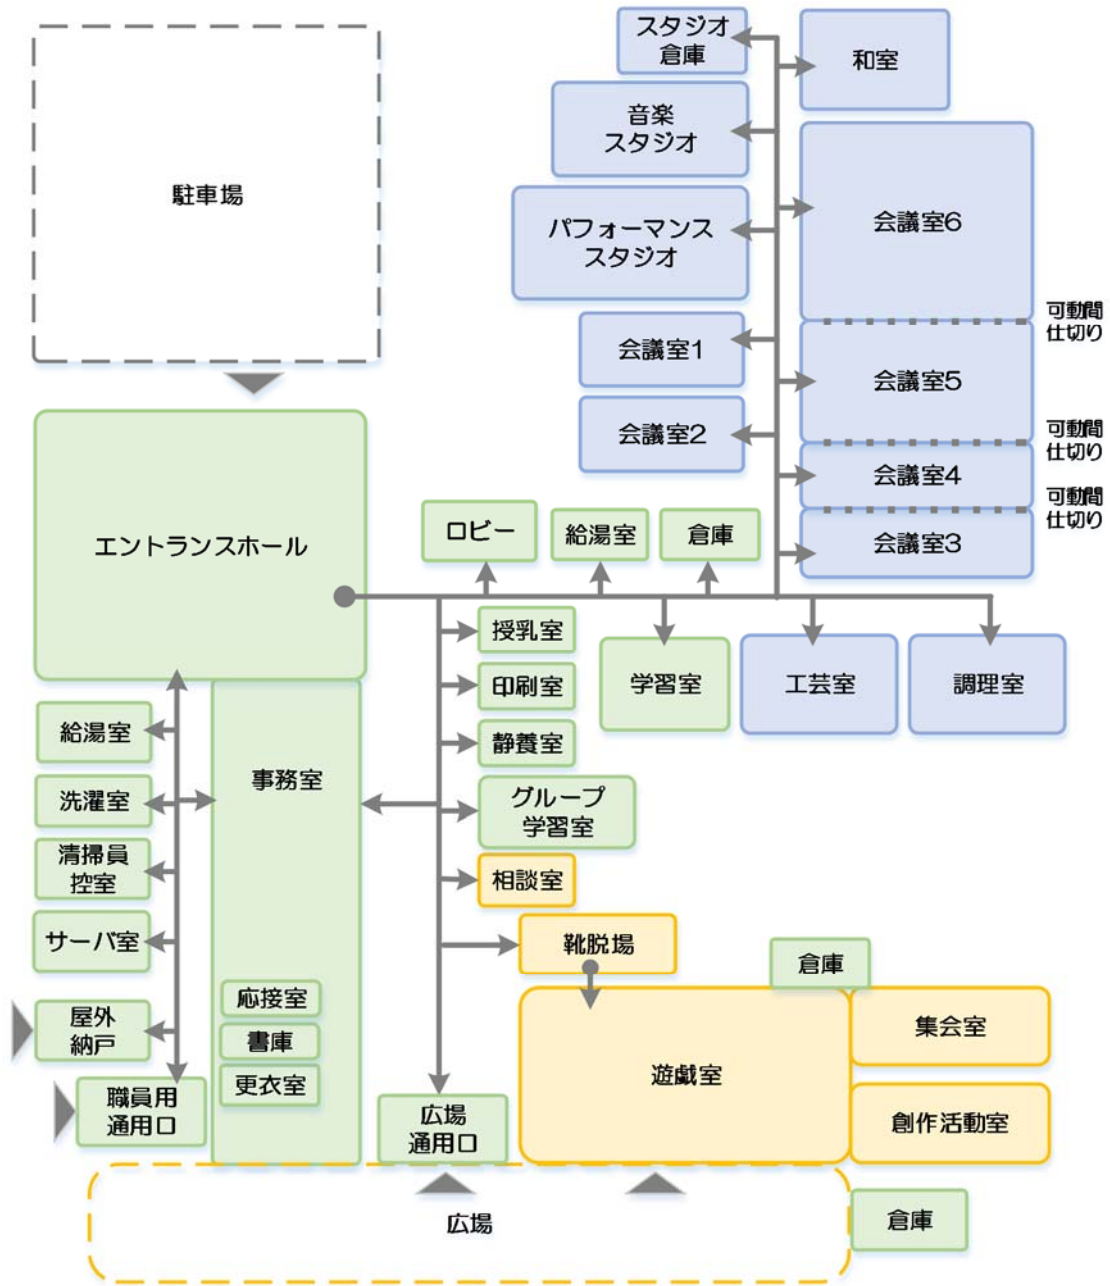 スタジオ
倉庫
和室
音楽
スタジオ
駐車場
パフォーマンス
スタジオ
会議室6
可動間
仕切り
会議室1
会議室5
会議室2
可動間
仕切り
会議室4
可動間
仕切り
会議室3
エントランスホール
ロビー
給湯室
倉庫
授乳室
印刷室
静養室
学習室
工芸室
調理室
給湯室
洗濯室
清掃員
控室
サーバ室
屋外
納戸
職員用
通用口
事務室
応接室
書庫
更衣室
グループ
学習室
相談室
靴脱場
倉庫
遊戯室
集会室
創作活動室
広場
通用口
広場
倉庫